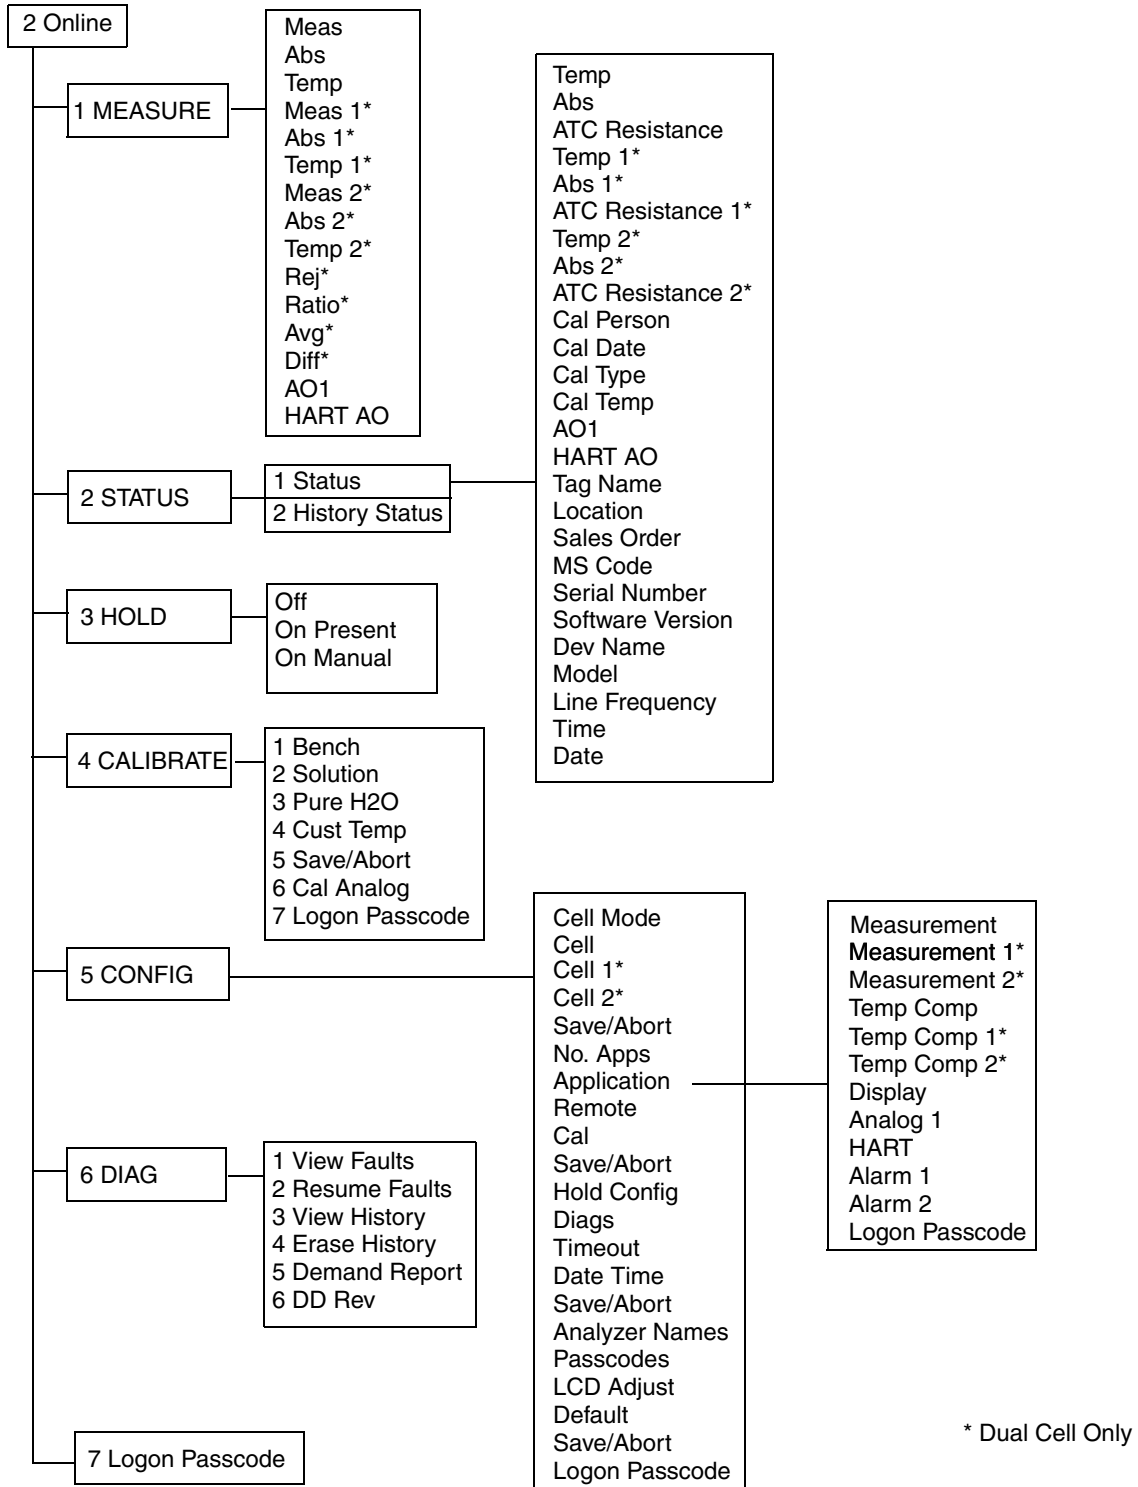 2 Online
1 MEASURE
Meas
Abs
Temp
Meas 1*
Abs 1*
Temp 1*
Meas 2*
Abs 2*
Temp 2*
Rej*
Ratio*
Avg*
Diff*
AO1
HART AO
2 STATUS
1 Status
2 History Status
Temp
Abs
ATC Resistance
Temp 1*
Abs 1*
ATC Resistance 1*
Temp 2*
Abs 2*
ATC Resistance 2*
Cal Person
Cal Date
Cal Type
Cal Temp
AO1
HART AO
Tag Name
Location
Sales Order
MS Code
Serial Number
Software Version
Dev Name
Model
Line Frequency
Time
Date
3 HOLD
Off
On Present
On Manual
4 CALIBRATE
1 Bench
2 Solution
3 Pure H2O
4 Cust Temp
5 Save/Abort
6 Cal Analog
7 Logon Passcode
5 CONFIG
Cell Mode
Cell
Cell 1*
Cell 2*
Save/Abort
No. Apps
Application
Remote
Cal
Save/Abort
Hold Config
Diags
Timeout
Date Time
Save/Abort
Analyzer Names
Passcodes
LCD Adjust
Default
Save/Abort
Logon Passcode
Measurement
Measurement 1*
Measurement 2*
Temp Comp
Temp Comp 1*
Temp Comp 2*
Display
Analog 1
HART
Alarm 1
Alarm 2
Logon Passcode
6 DIAG
1 View Faults
2 Resume Faults
3 View History
4 Erase History
5 Demand Report
6 DD Rev
7 Logon Passcode
* Dual Cell Only